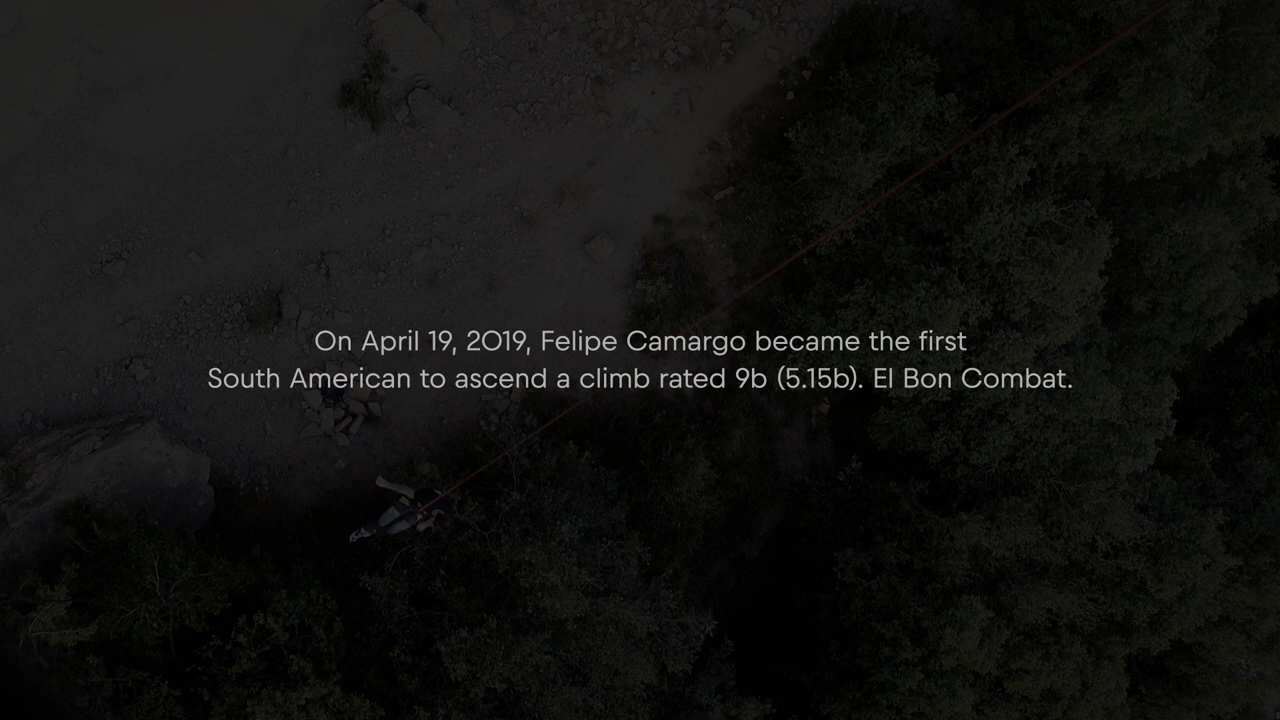 On April 19, 2019, Felipe Camargo became the first
South American to ascend a climb rated 9b (5.15b). El Bon Combat.